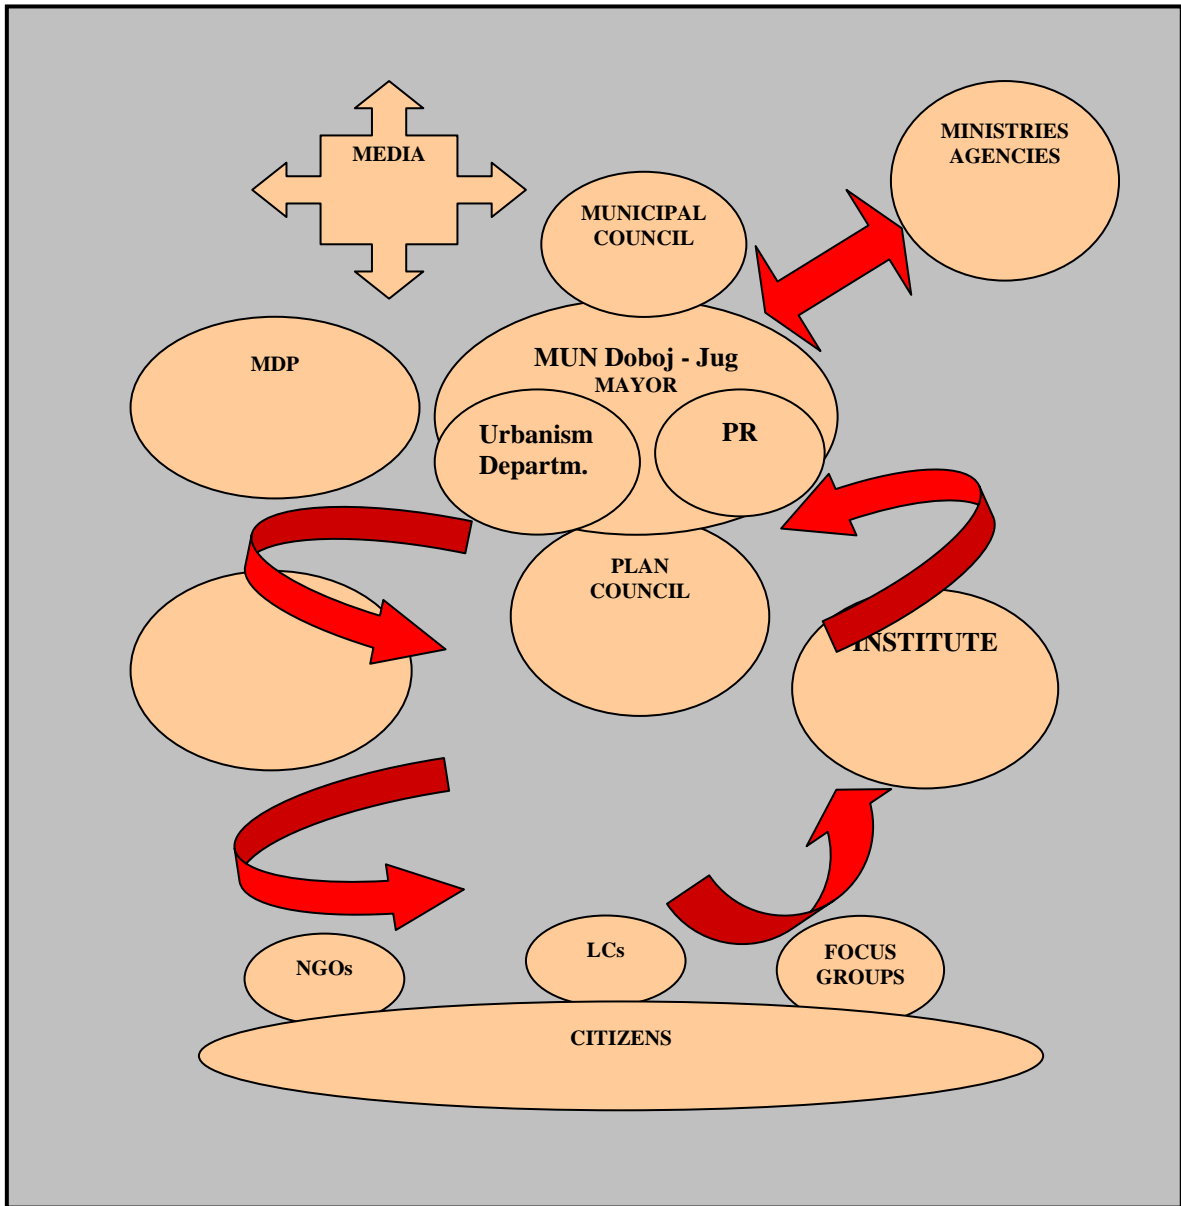 MEDIA
MINISTRIES
AGENCIES
MUNICIPAL
COUNCIL
MDP
MUN Doboj - Jug
MAYOR
Urbanism
Departm.
PR
PLAN
COUNCIL
INSTITUTE
NGOs
LCs
FOCUS
GROUPS
CITIZENS